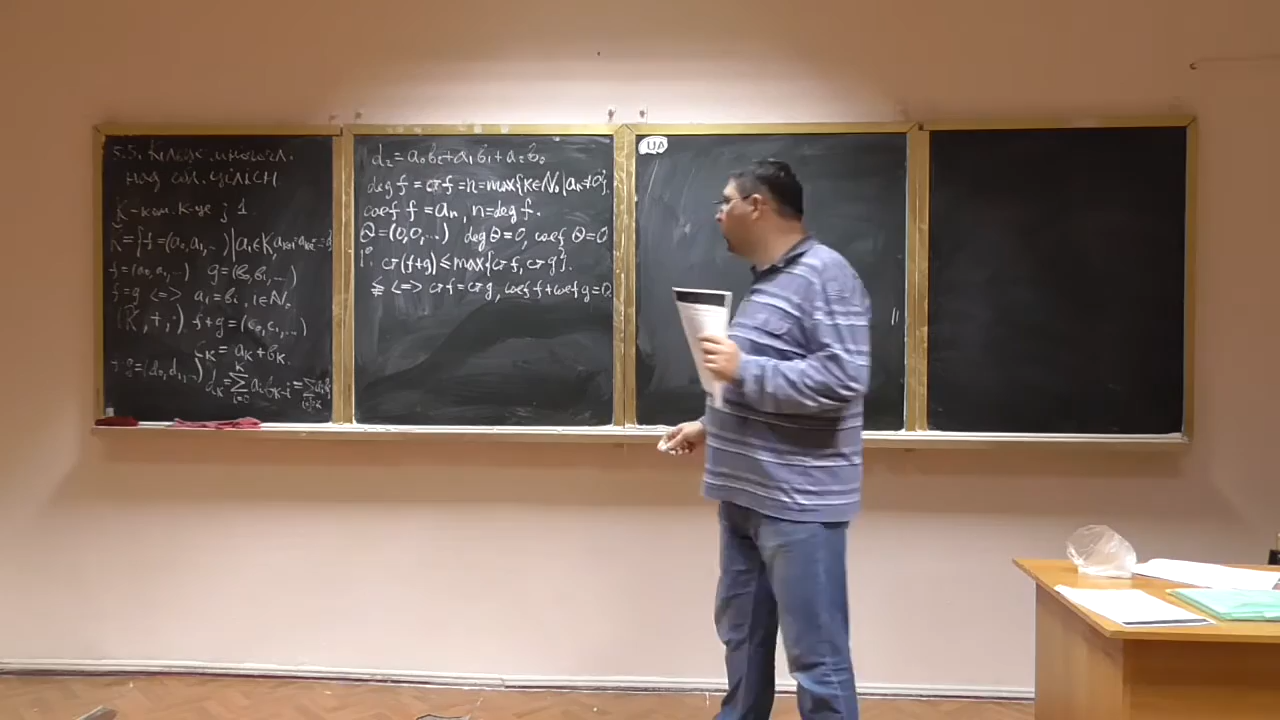 5.5. Кільце многочл.
над
K – ком. к-це з 1.
f = (a₀, a₁, ...) g = (b₀, b₁, ...)
f = g <=> aᵢ = bᵢ, i ∈ N₀
(K̃, +, ·) f + g = (c₀, c₁, ...)
cₖ = aₖ + bₖ.
f·g = (d₀, d₁, ...)
d₂ = a₀b₂ + a₁b₁ + a₂b₀
deg f = ст f = n = max{k ∈ N₀ | aₖ ≠ 0}.
coef f = aₙ, n = deg f.
θ = (0, 0, ...) deg θ = 0, coef θ = 0
1°. ст(f+g) ≤ max{ст f, ст g}.
≨ <=> ст f = ст g, coef f + coef g = 0.
UA